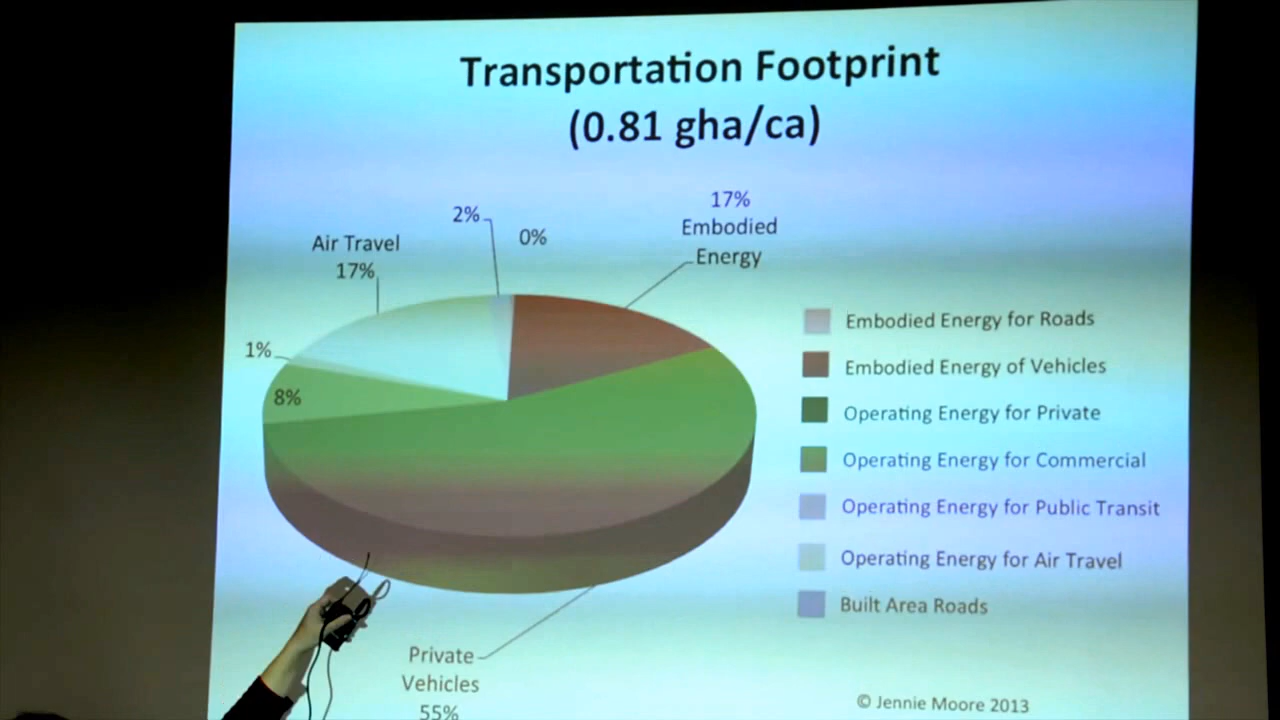 Transportation Footprint
(0.81 gha/ca)
17%
Embodied
Energy
2%
0%
Air Travel
17%
1%
8%
Private
Vehicles
55%
Embodied Energy for Roads
Embodied Energy of Vehicles
Operating Energy for Private
Operating Energy for Commercial
Operating Energy for Public Transit
Operating Energy for Air Travel
Built Area Roads
© Jennie Moore 2013